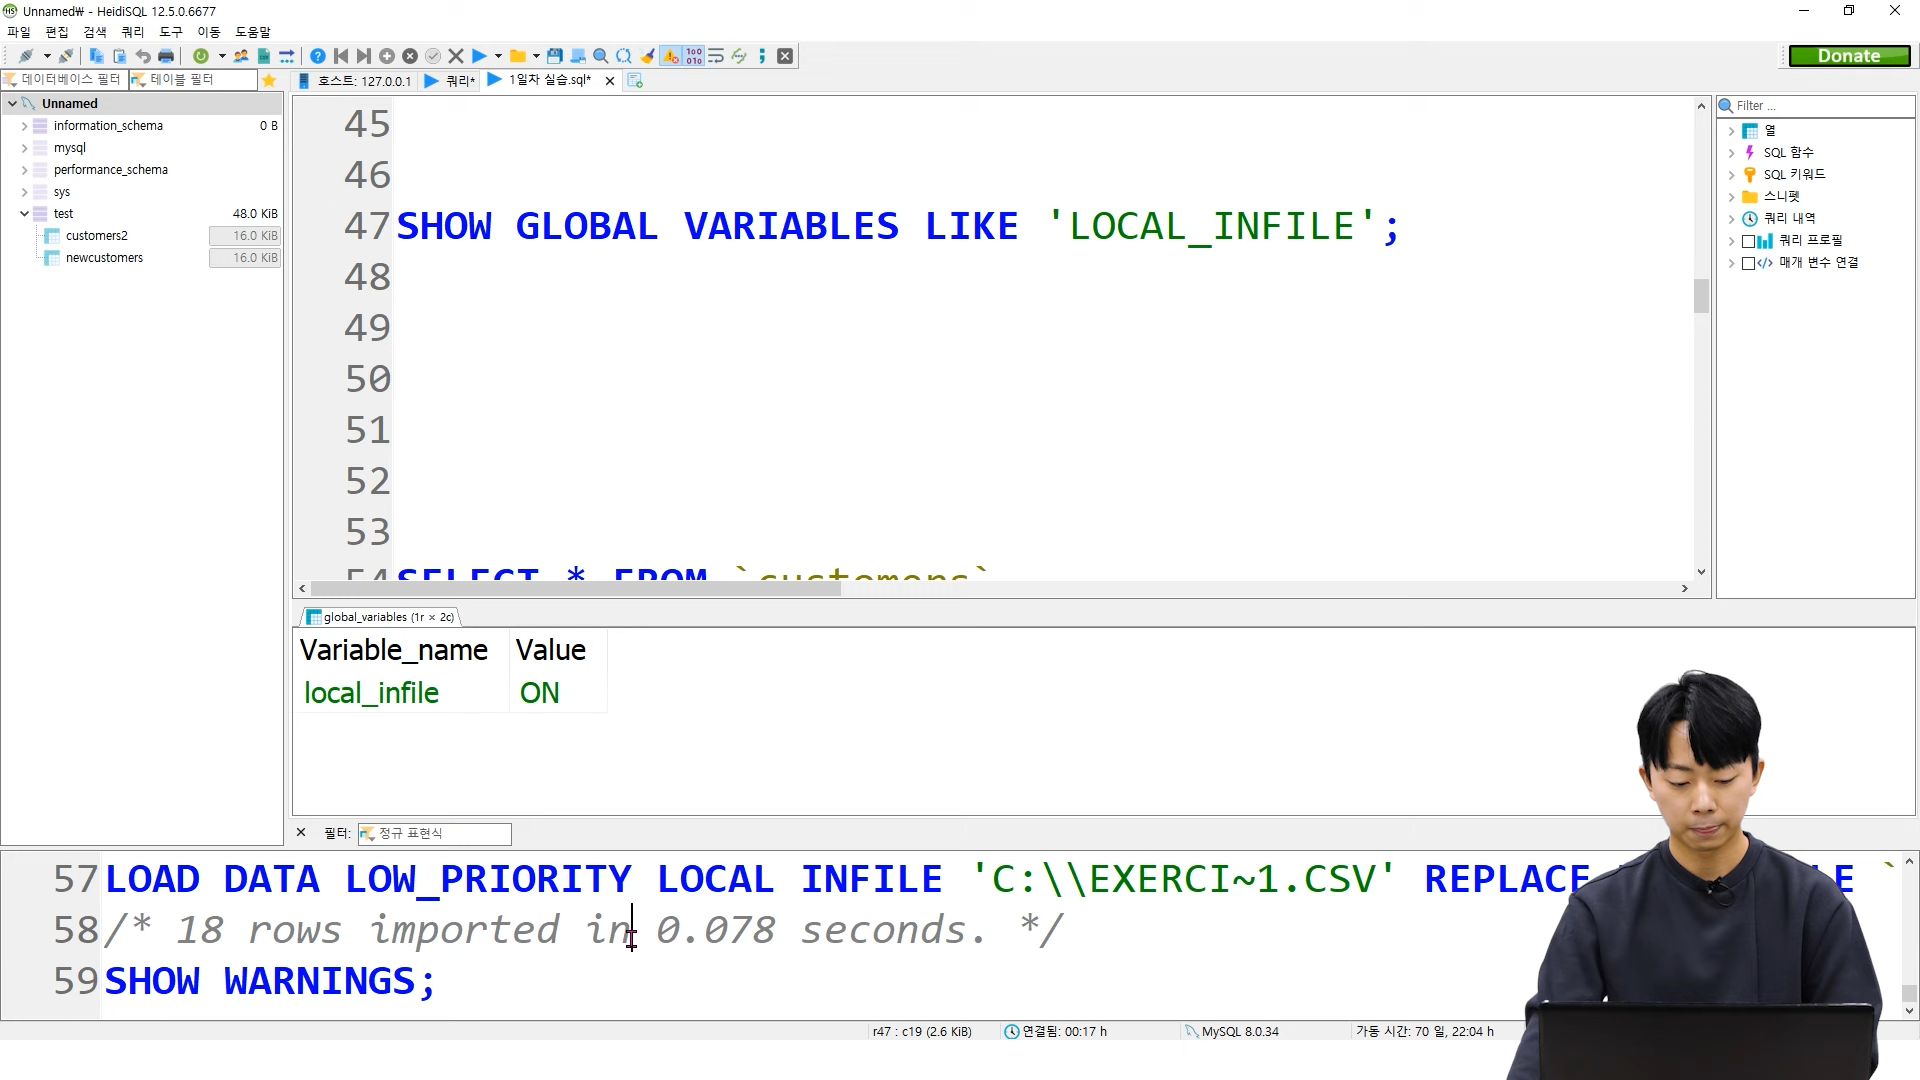 Unnamed₩ - HeidiSQL 12.5.0.6677
파일 편집 검색 쿼리 도구 이동 도움말
Donate
데이터베이스 필터 테이블 필터
호스트: 127.0.0.1 쿼리* 1일차 실습.sql*
Unnamed
information_schema 0 B
mysql
performance_schema
sys
test 48.0 KiB
customers2 16.0 KiB
newcustomers 16.0 KiB
45
46
47 SHOW GLOBAL VARIABLES LIKE 'LOCAL_INFILE';
48
49
50
51
52
53
54 SELECT * FROM `customers`
Filter ...
열
SQL 함수
SQL 키워드
스니펫
쿼리 내역
쿼리 프로필
매개 변수 연결
global_variables (1r × 2c)
Variable_name Value
local_infile ON
필터: 정규 표현식
57 LOAD DATA LOW_PRIORITY LOCAL INFILE 'C:\\EXERCI~1.CSV' REPLACE LE `
58 /* 18 rows imported in 0.078 seconds. */
59 SHOW WARNINGS;
r47 : c19 (2.6 KiB) 연결됨: 00:17 h MySQL 8.0.34 가동 시간: 70 일, 22:04 h